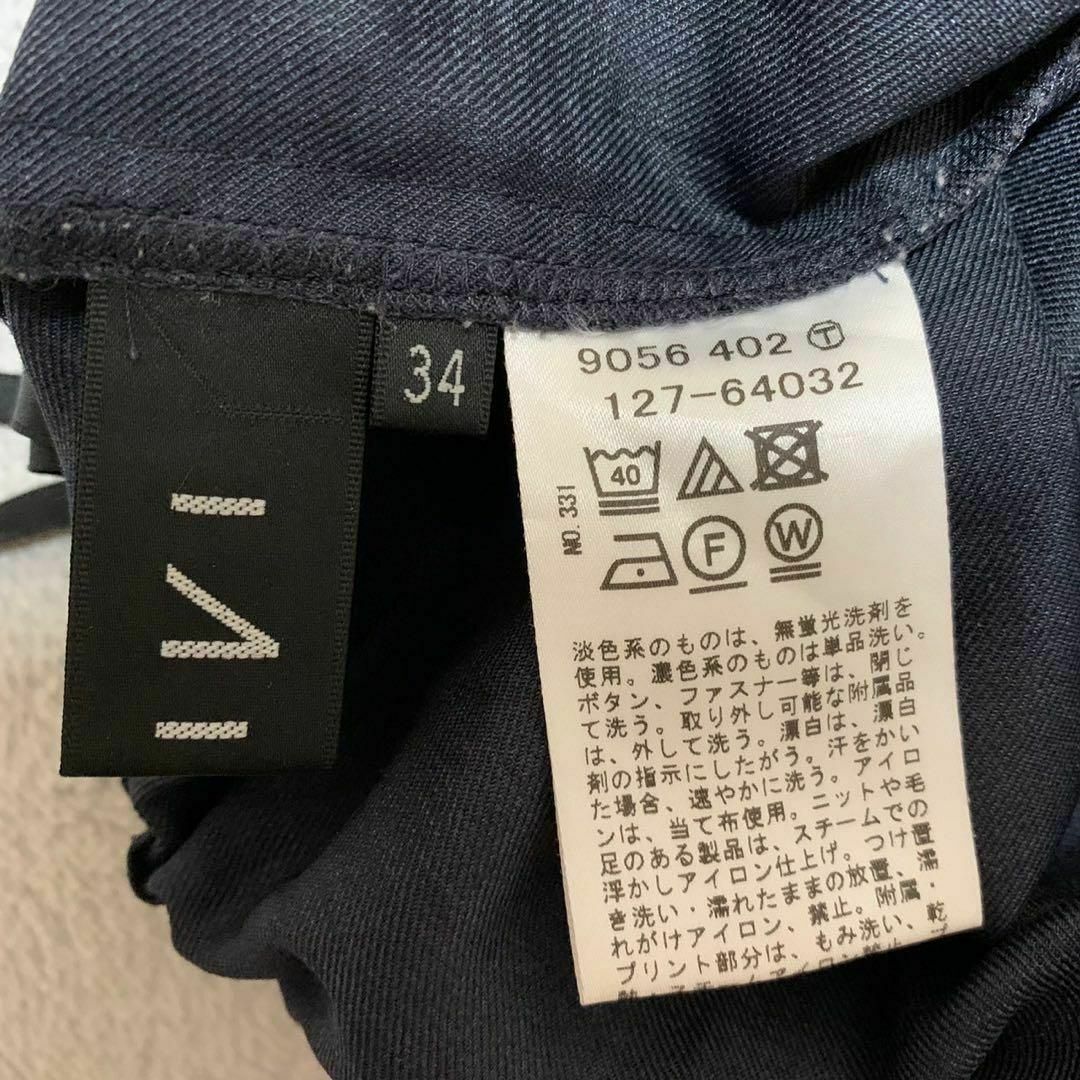 34
9056 402 Ⓣ
127-64032
NO.331
40
F
W
淡色系のものは、無蛍光洗剤を
使用。濃色系のものは単品洗い。
ボタン、ファスナー等は、閉じ
て洗う。取り外し可能な附属品
は、外して洗う。漂白は、漂白
剤の指示にしたがう。汗をかい
た場合、速やかに洗う。アイロ
ンは、当て布使用。ニットや毛
足のある製品は、スチームでの
浮かしアイロン仕上げ。つけ置
き洗い・濡れたままの放置、濡
れがけアイロン、禁止。附属・
プリント部分は、もみ洗い、乾